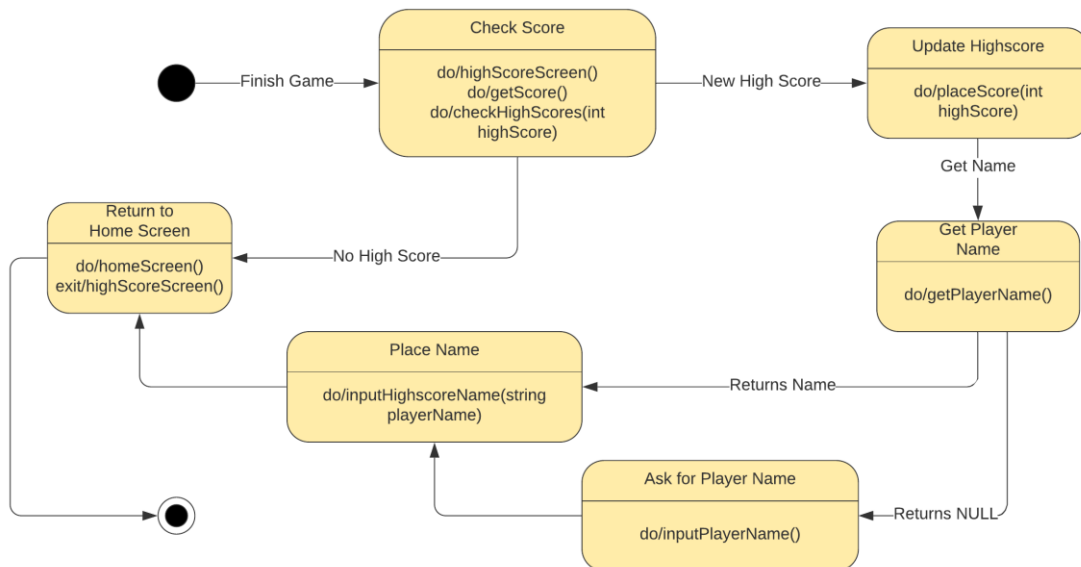 Finish Game
Check Score
do/highScoreScreen()
do/getScore()
do/checkHighScores(int
highScore)
New High Score
Update Highscore
do/placeScore(int
highScore)
Get Name
Get Player
Name
do/getPlayerName()
Return to
Home Screen
do/homeScreen()
exit/highScoreScreen()
No High Score
Place Name
do/inputHighscoreName(string
playerName)
Returns Name
Ask for Player Name
do/inputPlayerName()
Returns NULL